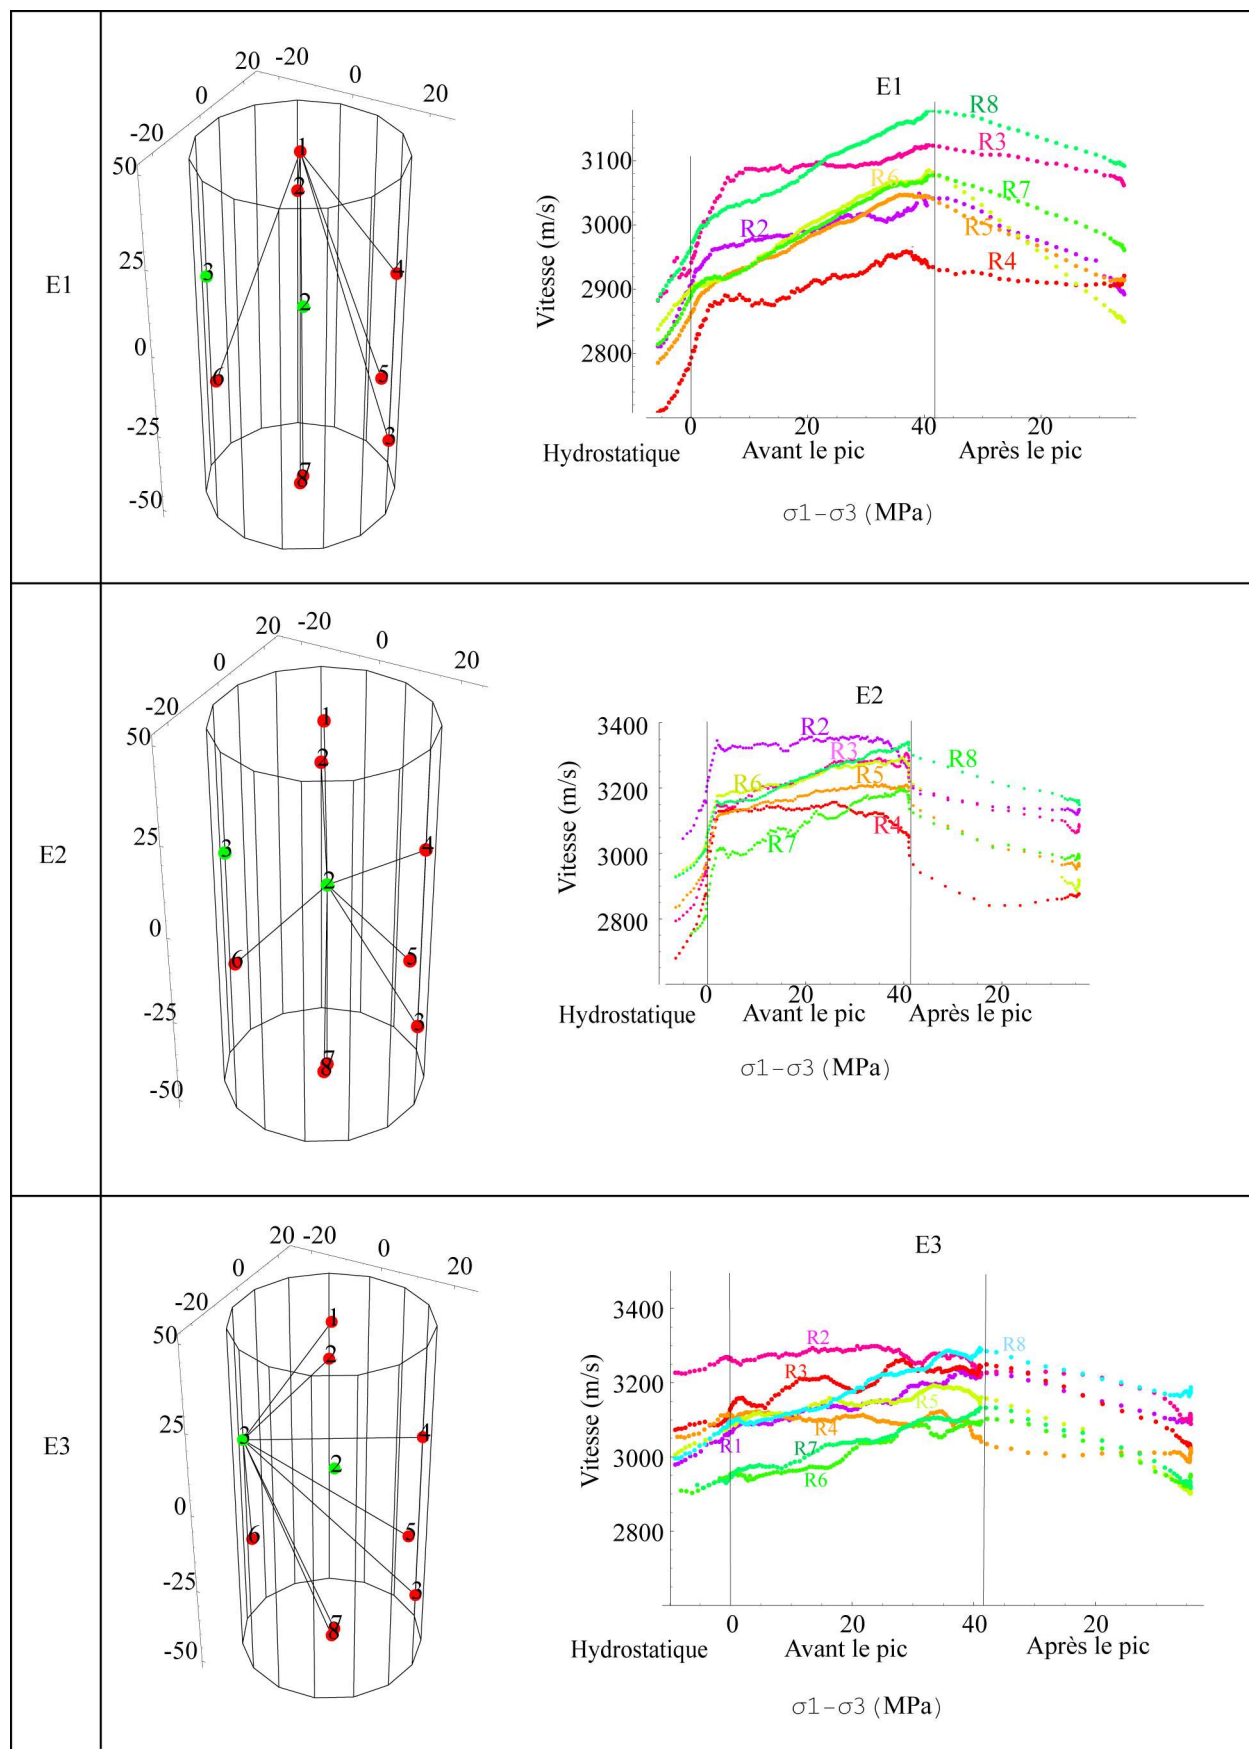 E1
20
-20
0
0
20
-20
50
25
0
-25
-50
1
2
3
2
4
5
6
3
7
8
E1
R8
R3
R6
R7
R2
R5
R4
Vitesse (m/s)
3100
3000
2900
2800
0
20
40
20
Hydrostatique
Avant le pic
Après le pic
σ1-σ3 (MPa)
E2
20
-20
0
0
20
-20
50
25
0
-25
-50
1
2
3
4
2
5
6
3
7
8
E2
R2
R3
R8
R6
R5
R4
R7
Vitesse (m/s)
3400
3200
3000
2800
0
20
40
20
Hydrostatique
Avant le pic
Après le pic
σ1-σ3 (MPa)
E3
20
-20
0
0
20
-20
50
25
0
-25
-50
1
2
3
4
2
5
6
3
7
8
E3
R2
R8
R3
R5
R4
R1
R7
R6
Vitesse (m/s)
3400
3200
3000
2800
0
20
40
20
Hydrostatique
Avant le pic
Après le pic
σ1-σ3 (MPa)